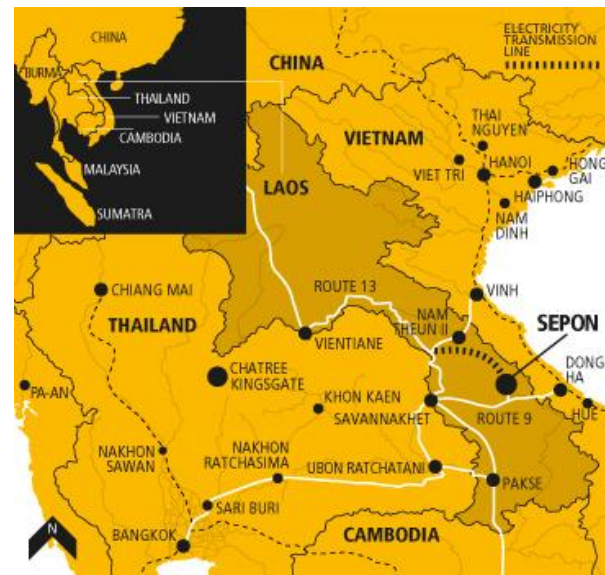 CHINA
BURMA
THAILAND
VIETNAM
CAMBODIA
MALAYSIA
SUMATRA
ELECTRICITY
TRANSMISSION
LINE
CHINA
VIETNAM
THAI
NGUYEN
VIET TRI
HANOI
HONG
GAI
HAIPHONG
NAM
DINH
LAOS
CHIANG MAI
THAILAND
ROUTE 13
VINH
NAM
THEUN II
SEPON
VIENTIANE
DONG
HA
CHATREE
KINGSGATE
PA-AN
KHON KAEN
SAVANNAKHET
ROUTE 9
HUE
NAKHON
SAWAN
NAKHON
RATCHASIMA
UBON RATCHATANI
PAKSE
SARI BURI
BANGKOK
CAMBODIA
N